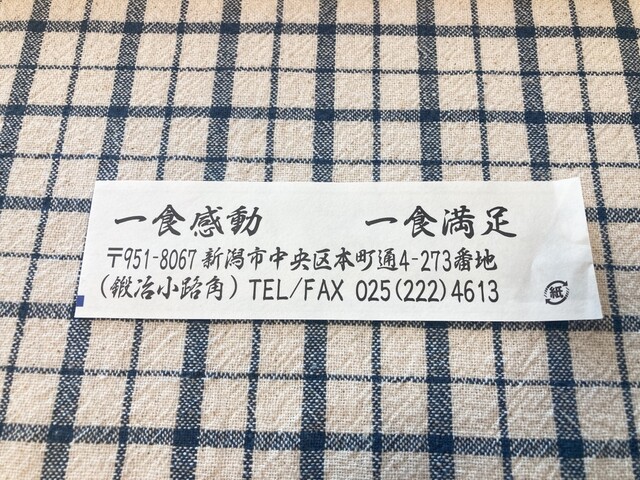 一食感動 一食満足
〒951-8067 新潟市中央区本町通4-273番地
(鍛冶小路角) TEL/FAX 025(222)4613
紙